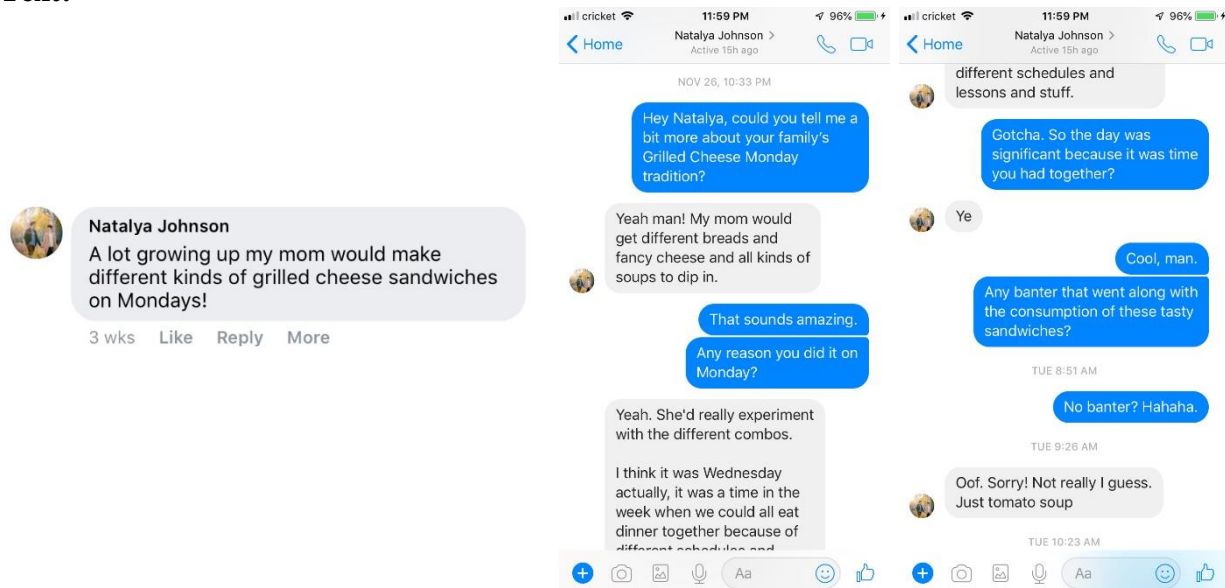 Natalya Johnson
A lot growing up my mom would make
different kinds of grilled cheese sandwiches
on Mondays!
3 wks Like Reply More
cricket 11:59 PM 96%
Home
Natalya Johnson >
Active 15h ago
NOV 26, 10:33 PM
Hey Natalya, could you tell me a
bit more about your family's
Grilled Cheese Monday
tradition?
Yeah man! My mom would
get different breads and
fancy cheese and all kinds of
soups to dip in.
That sounds amazing.
Any reason you did it on
Monday?
Yeah. She'd really experiment
with the different combos.
I think it was Wednesday
actually, it was a time in the
week when we could all eat
dinner together because of
different schedules and
Aa
cricket 11:59 PM 96%
Home
Natalya Johnson >
Active 15h ago
different schedules and
lessons and stuff.
Gotcha. So the day was
significant because it was time
you had together?
Ye
Cool, man.
Any banter that went along with
the consumption of these tasty
sandwiches?
TUE 8:51 AM
No banter? Hahaha.
TUE 9:26 AM
Oof. Sorry! Not really I guess.
Just tomato soup
TUE 10:23 AM
Aa